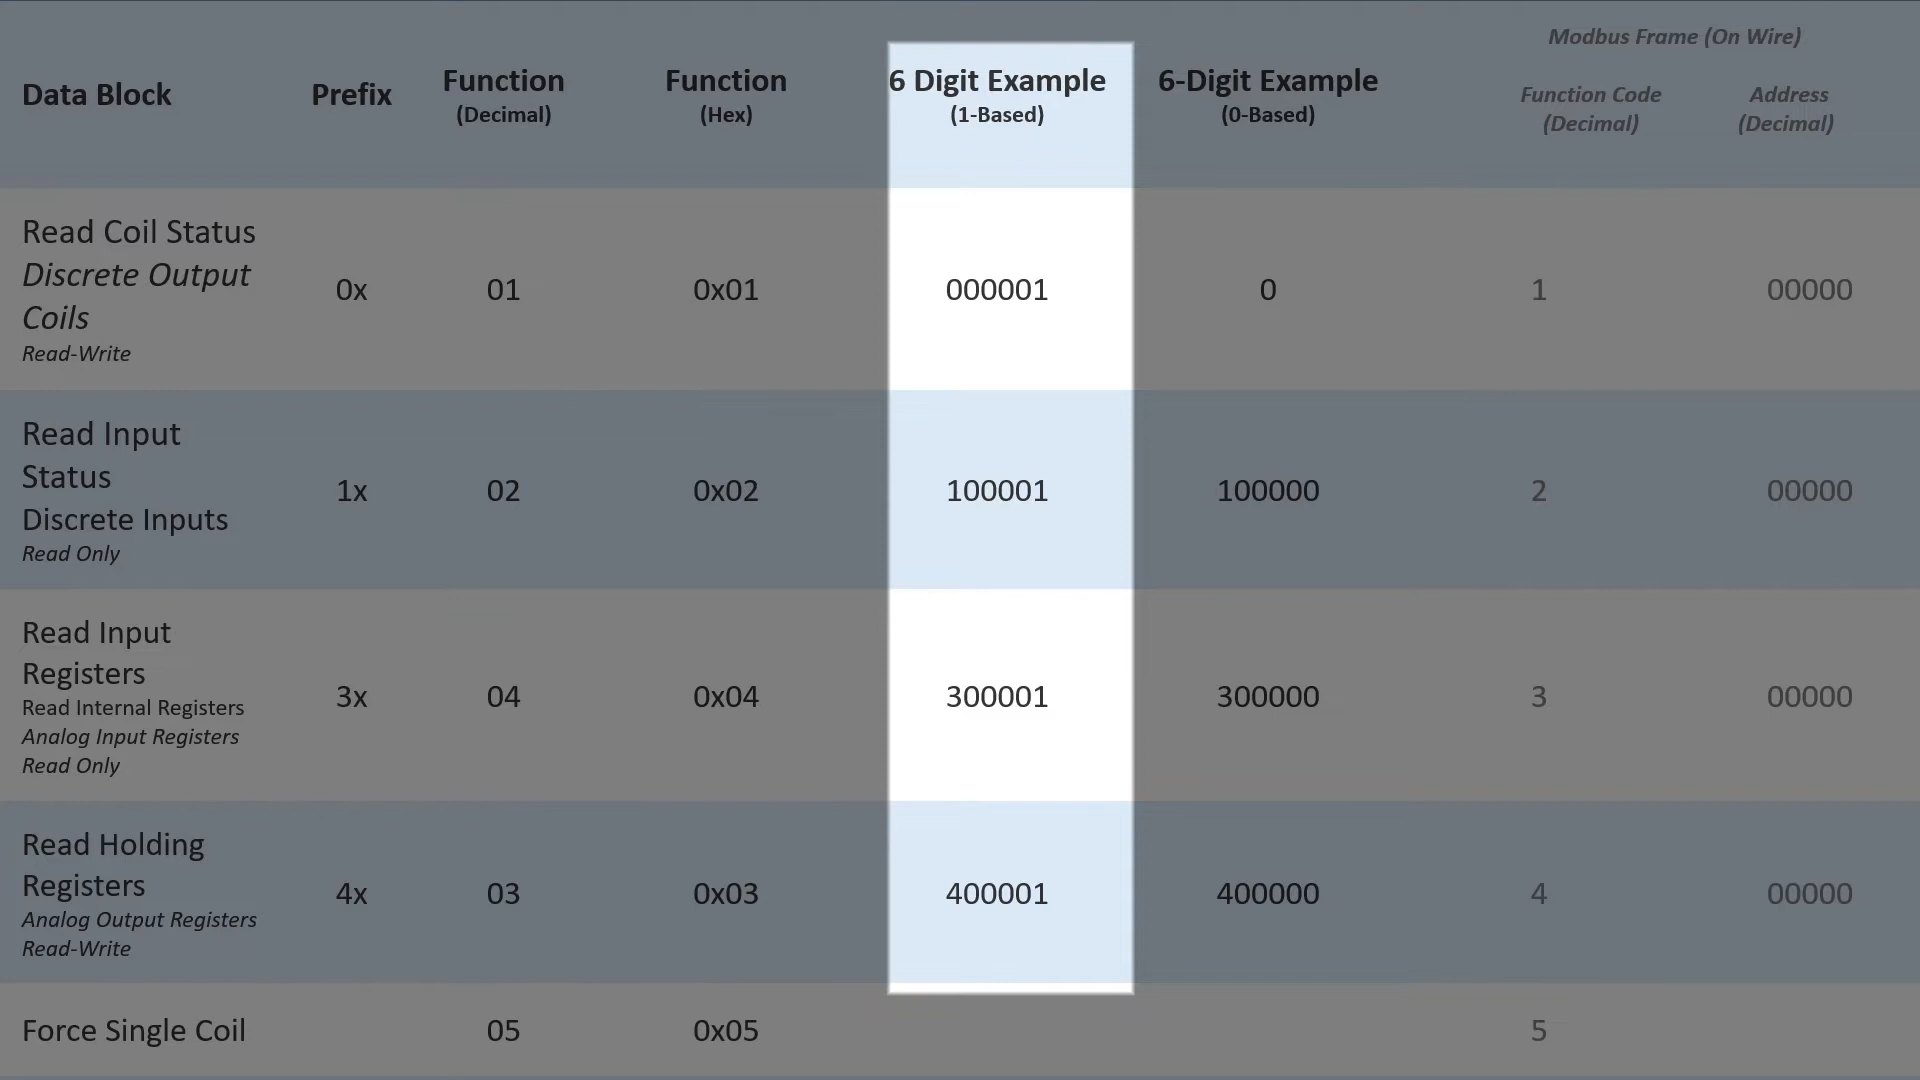 Modbus Frame (On Wire)
Data Block Prefix Function (Decimal) Function (Hex) 6 Digit Example (1-Based) 6-Digit Example (0-Based) Function Code (Decimal) Address (Decimal)
Read Coil Status
Discrete Output
Coils
Read-Write
0x 01 0x01 000001 0 1 00000
Read Input
Status
Discrete Inputs
Read Only
1x 02 0x02 100001 100000 2 00000
Read Input
Registers
Read Internal Registers
Analog Input Registers
Read Only
3x 04 0x04 300001 300000 3 00000
Read Holding
Registers
Analog Output Registers
Read-Write
4x 03 0x03 400001 400000 4 00000
Force Single Coil 05 0x05 5